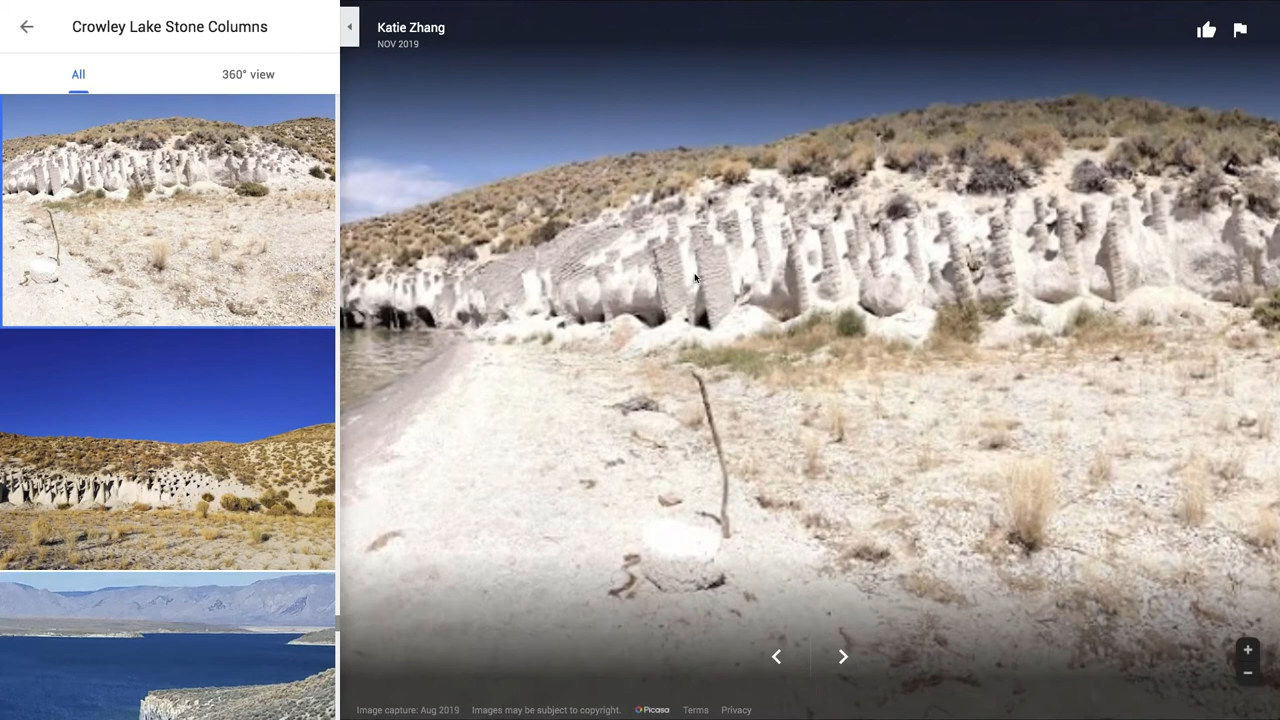 Crowley Lake Stone Columns
All
360° view
Katie Zhang
NOV 2019
Image capture: Aug 2019 Images may be subject to copyright. Picasa Terms Privacy